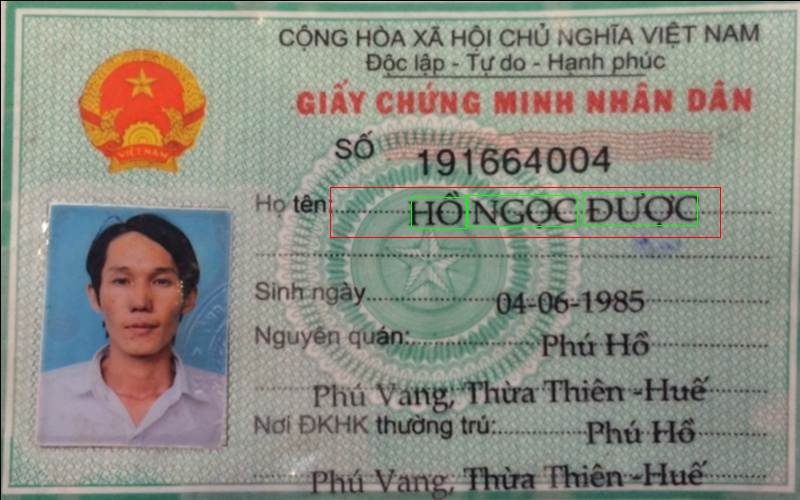 CỘNG HÒA XÃ HỘI CHỦ NGHĨA VIỆT NAM
Độc lập - Tự do - Hạnh phúc
GIẤY CHỨNG MINH NHÂN DÂN
SỐ 191664004
VIỆT NAM
Họ tên: HỒ NGỌC ĐƯỢC
Sinh ngày 04-06-1985
Nguyên quán: Phú Hồ
Phú Vang, Thừa Thiên -Huế
Nơi ĐKHK thường trú: Phú Hồ
Phú Vang, Thừa Thiên -Huế